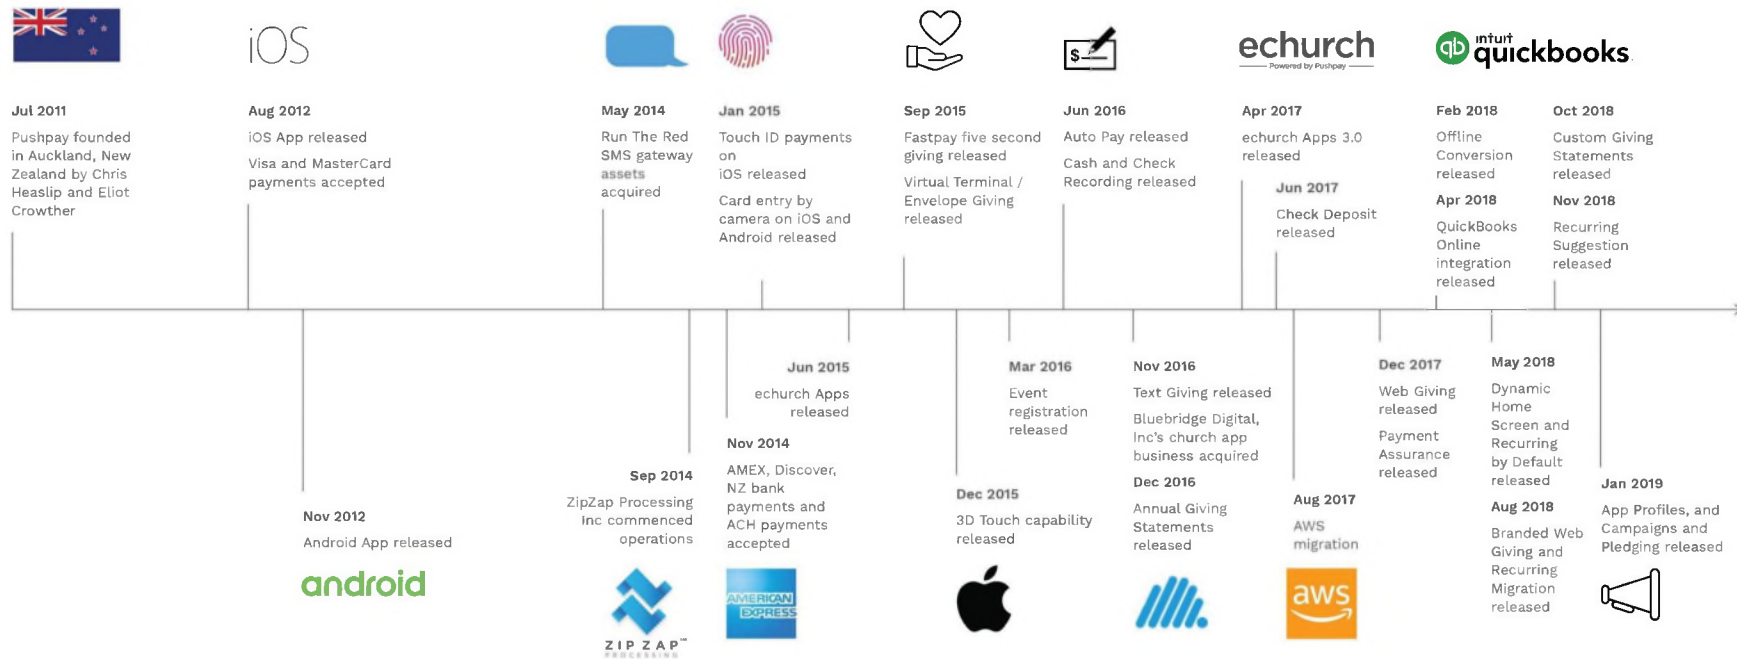 iOS
echurch
Powered by Pushpay
qb
intuit
quickbooks.
Jul 2011
Pushpay founded
in Auckland, New
Zealand by Chris
Heaslip and Eliot
Crowther
Aug 2012
iOS App released
Visa and MasterCard
payments accepted
May 2014
Run The Red
SMS gateway
assets
acquired
Jan 2015
Touch ID payments
on
iOS released
Card entry by
camera on iOS and
Android released
Sep 2015
Fastpay five second
giving released
Virtual Terminal /
Envelope Giving
released
$
Jun 2016
Auto Pay released
Cash and Check
Recording released
Apr 2017
echurch Apps 3.0
released
Jun 2017
Check Deposit
released
Feb 2018
Offline
Conversion
released
Apr 2018
QuickBooks
Online
integration
released
Oct 2018
Custom Giving
Statements
released
Nov 2018
Recurring
Suggestion
released
Nov 2012
Android App released
android
Sep 2014
ZipZap Processing
Inc commenced
operations
ZIP ZAP™
PROCESSING
Jun 2015
echurch Apps
released
Nov 2014
AMEX, Discover,
NZ bank
payments and
ACH payments
accepted
AMERICAN
EXPRESS
Dec 2015
3D Touch capability
released
Mar 2016
Event
registration
released
Nov 2016
Text Giving released
Bluebridge Digital,
Inc's church app
business acquired
Dec 2016
Annual Giving
Statements
released
Aug 2017
AWS
migration
aws
Dec 2017
Web Giving
released
Payment
Assurance
released
May 2018
Dynamic
Home
Screen and
Recurring
by Default
released
Aug 2018
Branded Web
Giving and
Recurring
Migration
released
Jan 2019
App Profiles, and
Campaigns and
Pledging released